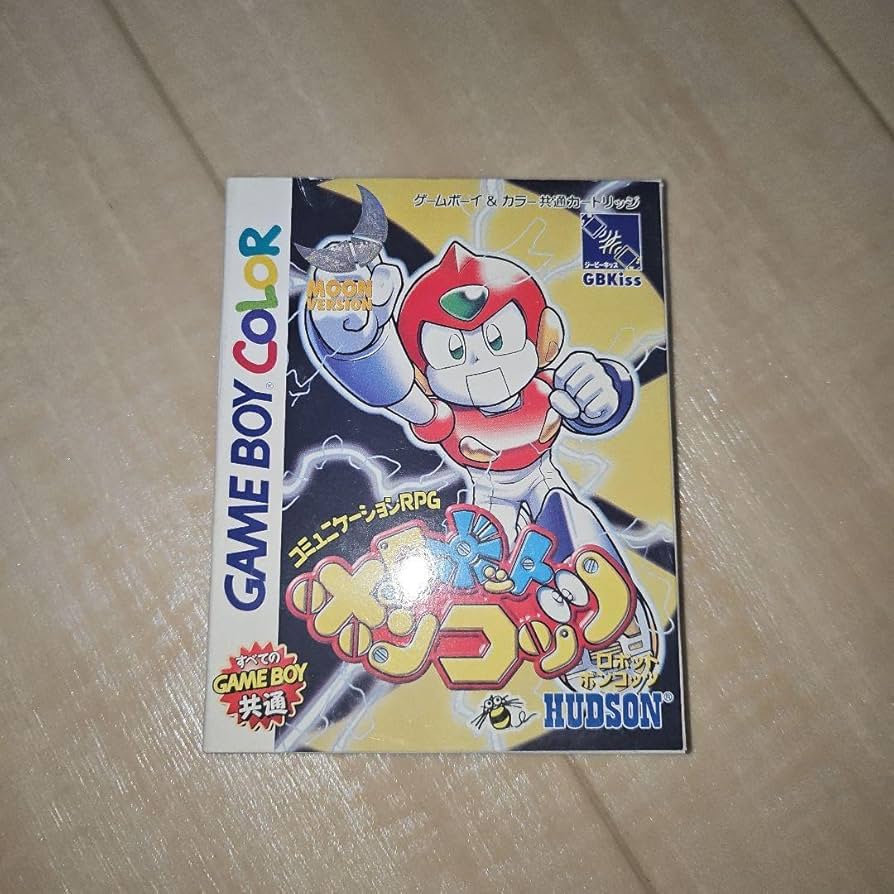 ゲームボーイ & カラー共通カートリッジ
ジーピーキッス
GBKiss
MOON
VERSION
GAME BOY COLOR
コミュニケーションRPG
ロボット
ポンコッツ
ロボット
ポンコッツ
すべての
GAME BOY
共通
HUDSON®